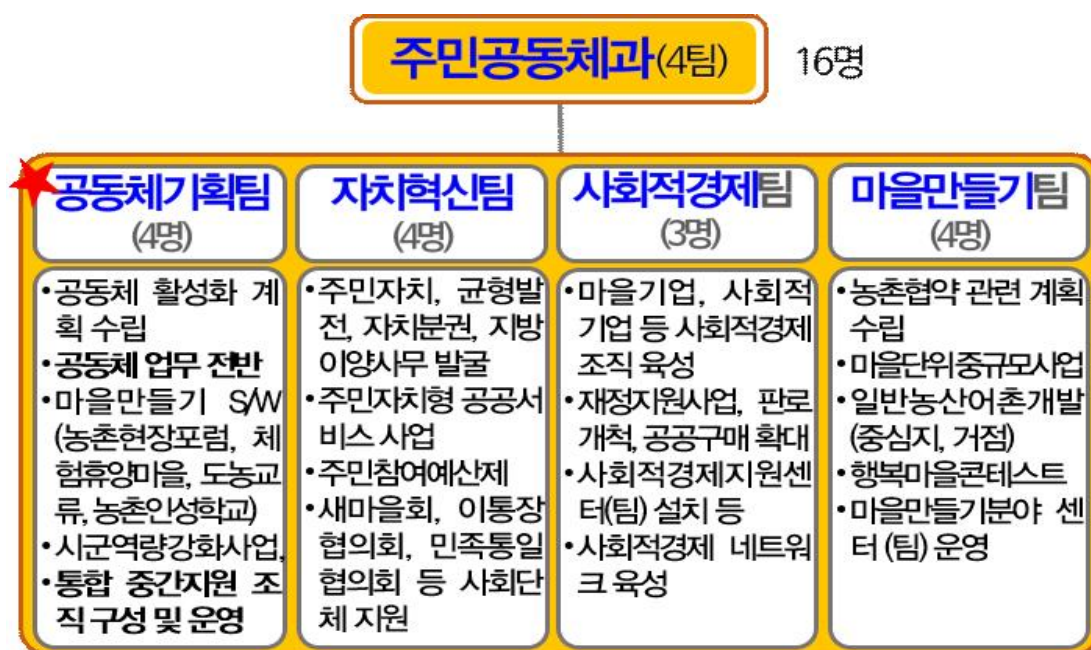 주민공동체과(4팀) 16명
공동체기획팀
(4명)
•공동체 활성화 계
획 수립
•공동체 업무 전반
•마을만들기 S/W
(농촌현장포럼, 체
험휴양마을, 도농교
류, 농촌인성학교)
•시군역량강화사업,
•통합 중간지원 조
직 구성 및 운영
자치혁신팀
(4명)
•주민자치, 균형발
전, 자치분권, 지방
이양사무 발굴
•주민자치형 공공서
비스 사업
•주민참여예산제
•새마을회, 이통장
협의회, 민족통일
협의회 등 사회단
체 지원
사회적경제팀
(3명)
•마을기업, 사회적
기업 등 사회적경제
조직 육성
•재정지원사업, 판로
개척, 공공구매 확대
•사회적경제지원센
터(팀) 설치 등
•사회적경제 네트워
크 육성
마을만들기팀
(4명)
•농촌협약 관련 계획
수립
•마을단위중규모사업
•일반농산어촌개발
(중심지, 거점)
•행복마을콘테스트
•마을만들기분야 센
터 (팀) 운영